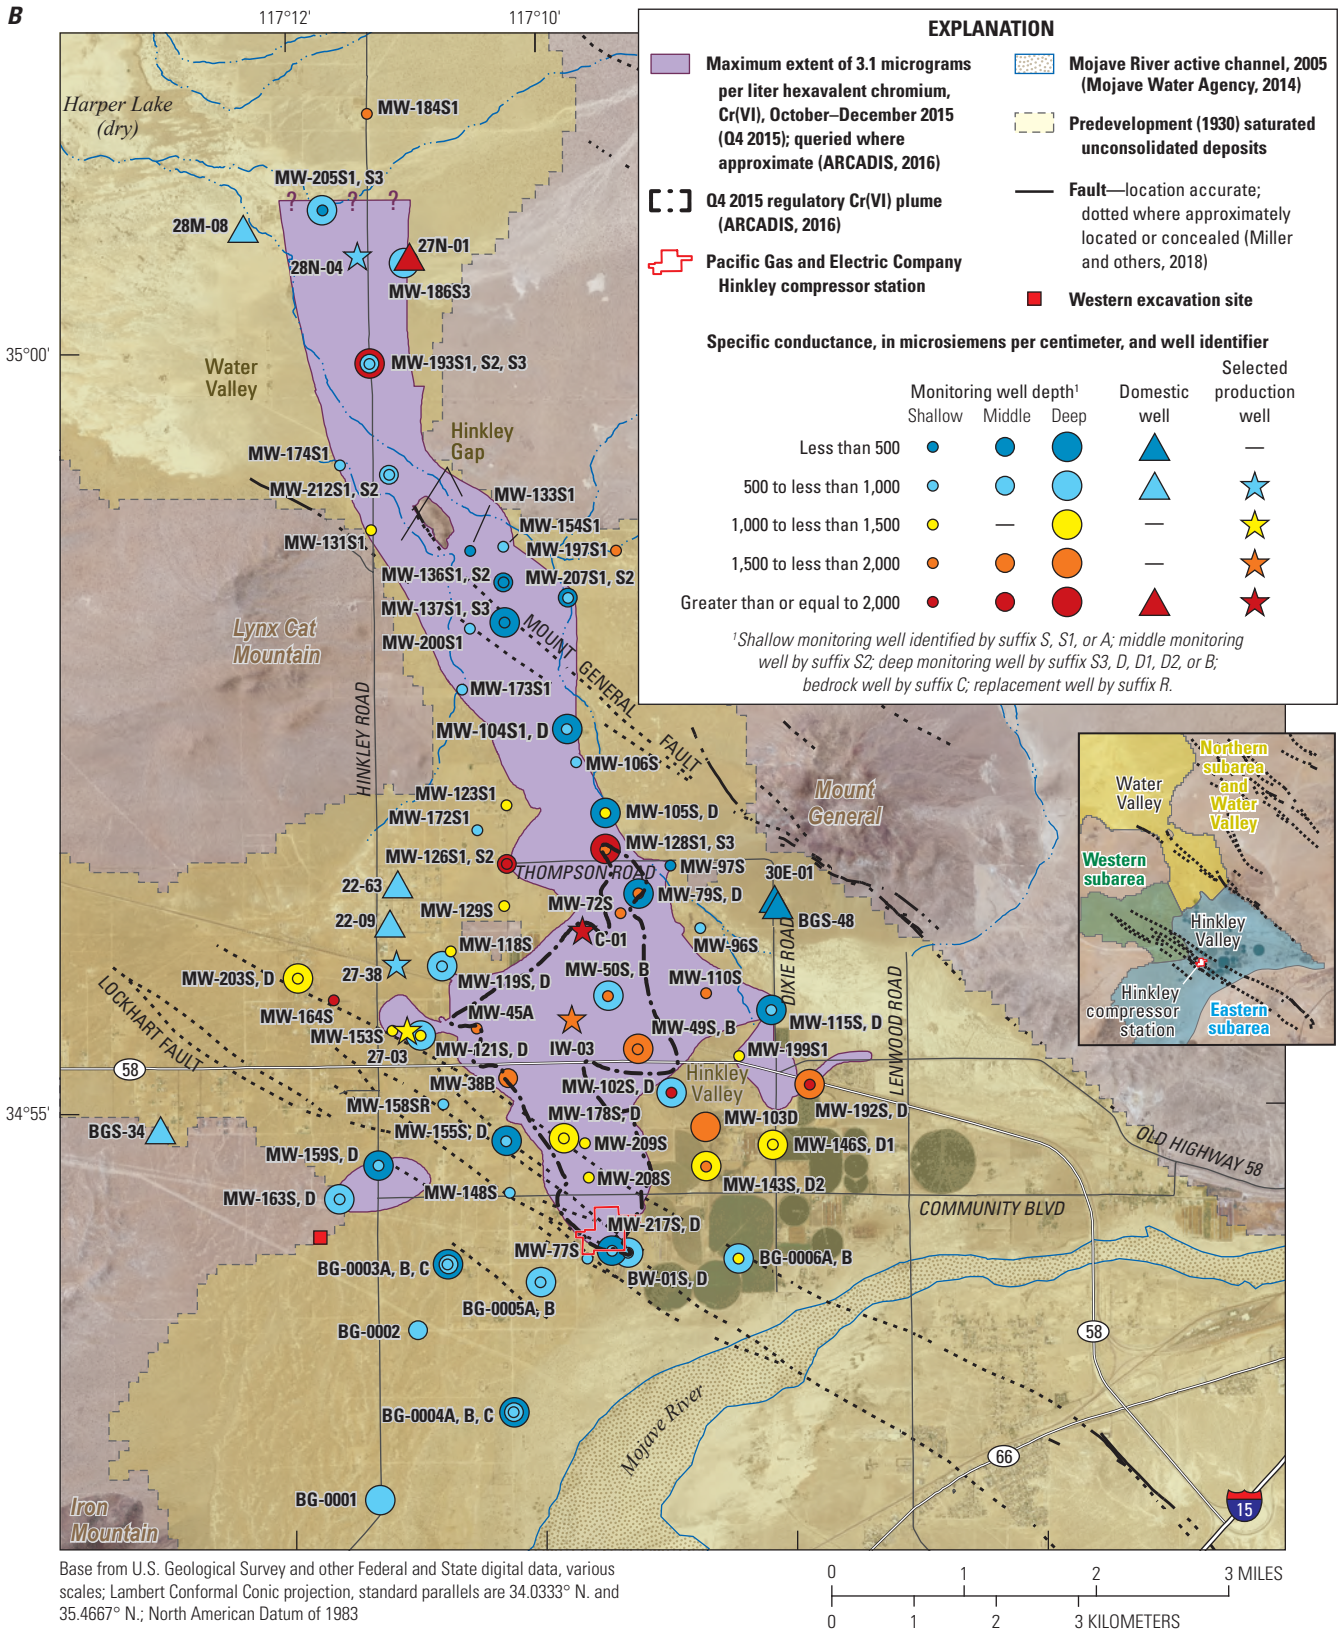 B
117°12'
117°10'
EXPLANATION
Maximum extent of 3.1 micrograms
per liter hexavalent chromium,
Cr(VI), October–December 2015
(Q4 2015); queried where
approximate (ARCADIS, 2016)
Q4 2015 regulatory Cr(VI) plume
(ARCADIS, 2016)
Pacific Gas and Electric Company
Hinkley compressor station
Mojave River active channel, 2005
(Mojave Water Agency, 2014)
Predevelopment (1930) saturated
unconsolidated deposits
Fault—location accurate;
dotted where approximately
located or concealed (Miller
and others, 2018)
Western excavation site
Specific conductance, in microsiemens per centimeter, and well identifier
Monitoring well depth1
Shallow
Middle
Deep
Domestic
well
Selected
production
well
Less than 500
—
500 to less than 1,000
1,000 to less than 1,500
—
—
1,500 to less than 2,000
—
Greater than or equal to 2,000
1Shallow monitoring well identified by suffix S, S1, or A; middle monitoring
well by suffix S2; deep monitoring well by suffix S3, D, D1, D2, or B;
bedrock well by suffix C; replacement well by suffix R.
Harper Lake
(dry)
MW-184S1
MW-205S1, S3
? ? ?
28M-08
27N-01
28N-04
MW-186S3
35°00'
MW-193S1, S2, S3
Water
Valley
Hinkley
Gap
MW-174S1
MW-212S1, S2
MW-133S1
MW-154S1
MW-131S1
MW-197S1
MW-136S1, S2
MW-207S1, S2
MW-137S1, S3
MW-200S1
Lynx Cat
Mountain
MOUNT GENERAL FAULT
MW-173S1
HINKLEY ROAD
MW-104S1, D
MW-106S
Mount
General
MW-123S1
MW-172S1
MW-105S, D
MW-128S1, S3
MW-126S1, S2
THOMPSON ROAD
MW-97S
30E-01
22-63
MW-79S, D
MW-72S
MW-129S
22-09
BGS-48
C-01
MW-96S
MW-118S
DIXIE ROAD
27-38
MW-203S, D
MW-119S, D
MW-50S, B
MW-110S
LENWOOD ROAD
LOCKHART FAULT
MW-164S
MW-45A
MW-115S, D
MW-153S
27-03
MW-49S, B
MW-121S, D
IW-03
MW-199S1
58
MW-38B
MW-102S, D
Hinkley
Valley
MW-192S, D
MW-158SR
MW-178S, D
MW-103D
BGS-34
MW-155S, D
MW-209S
MW-146S, D1
34°55'
OLD HIGHWAY 58
MW-159S, D
MW-208S
MW-143S, D2
MW-163S, D
MW-148S
COMMUNITY BLVD
MW-217S, D
MW-77S
BG-0003A, B, C
BG-0006A, B
BW-01S, D
BG-0005A, B
BG-0002
58
BG-0004A, B, C
Mojave River
66
BG-0001
Iron
Mountain
15
Northern
subarea
and
Water
Valley
Water
Valley
Western
subarea
Hinkley
Valley
Hinkley
compressor
station
Eastern
subarea
Base from U.S. Geological Survey and other Federal and State digital data, various
scales; Lambert Conformal Conic projection, standard parallels are 34.0333° N. and
35.4667° N.; North American Datum of 1983
0 1 2 3 MILES
0 1 2 3 KILOMETERS